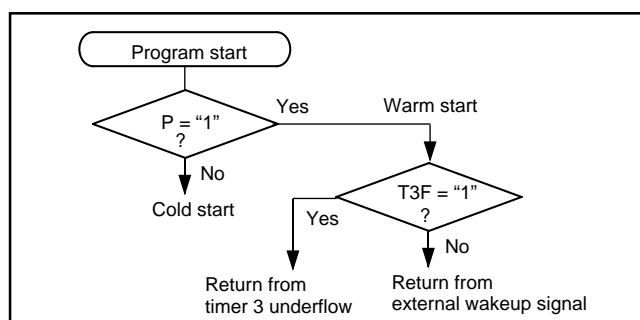 Program start
P = “1”
?
Yes
Warm start
No
Cold start
T3F = “1”
?
Yes
No
Return from
timer 3 underflow
Return from
external wakeup signal